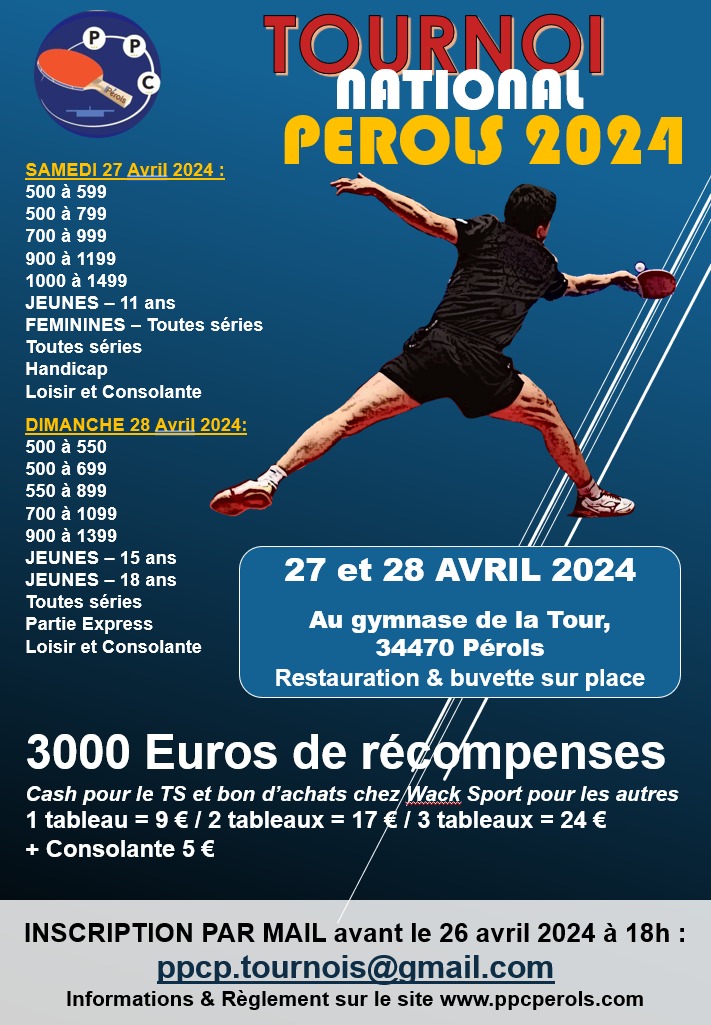 P P C
Pérols
TOURNOI
NATIONAL
PEROLS 2024
SAMEDI 27 Avril 2024 :
500 à 599
500 à 799
700 à 999
900 à 1199
1000 à 1499
JEUNES – 11 ans
FEMININES – Toutes séries
Toutes séries
Handicap
Loisir et Consolante
DIMANCHE 28 Avril 2024:
500 à 550
500 à 699
550 à 899
700 à 1099
900 à 1399
JEUNES – 15 ans
JEUNES – 18 ans
Toutes séries
Partie Express
Loisir et Consolante
27 et 28 AVRIL 2024
Au gymnase de la Tour,
34470 Pérols
Restauration & buvette sur place
3000 Euros de récompenses
Cash pour le TS et bon d’achats chez Wack Sport pour les autres
1 tableau = 9 € / 2 tableaux = 17 € / 3 tableaux = 24 €
+ Consolante 5 €
INSCRIPTION PAR MAIL avant le 26 avril 2024 à 18h :
ppcp.tournois@gmail.com
Informations & Règlement sur le site www.ppcperols.com